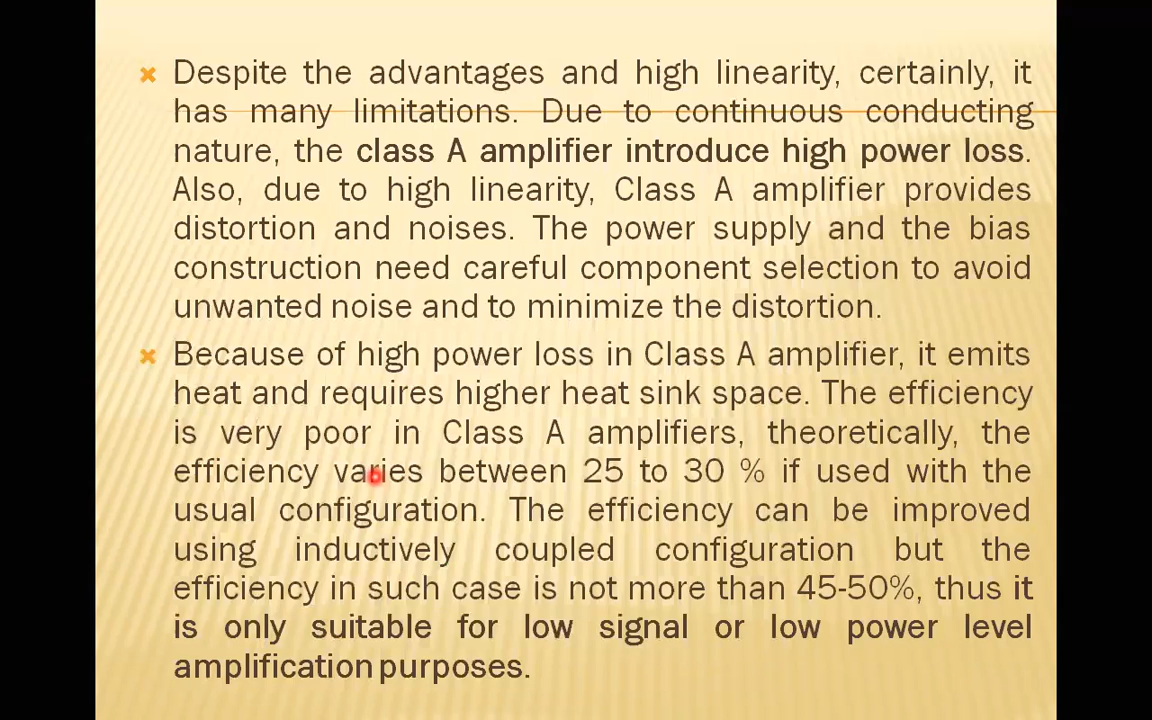 Despite the advantages and high linearity, certainly, it
has many limitations. Due to continuous conducting
nature, the class A amplifier introduce high power loss.
Also, due to high linearity, Class A amplifier provides
distortion and noises. The power supply and the bias
construction need careful component selection to avoid
unwanted noise and to minimize the distortion.
Because of high power loss in Class A amplifier, it emits
heat and requires higher heat sink space. The efficiency
is very poor in Class A amplifiers, theoretically, the
efficiency varies between 25 to 30 % if used with the
usual configuration. The efficiency can be improved
using inductively coupled configuration but the
efficiency in such case is not more than 45-50%, thus it
is only suitable for low signal or low power level
amplification purposes.